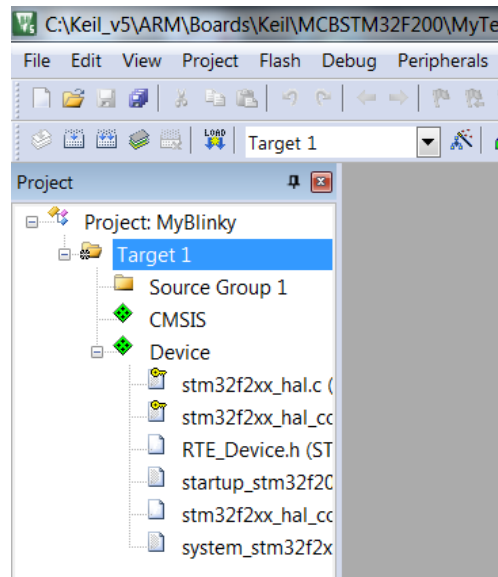 C:\Keil_v5\ARM\Boards\Keil\MCBSTM32F200\MyTe
File Edit View Project Flash Debug Peripherals
LOAD Target 1
Project
Project: MyBlinky
Target 1
Source Group 1
CMSIS
Device
stm32f2xx_hal.c (
stm32f2xx_hal_cc
RTE_Device.h (ST
startup_stm32f20
stm32f2xx_hal_cc
system_stm32f2x